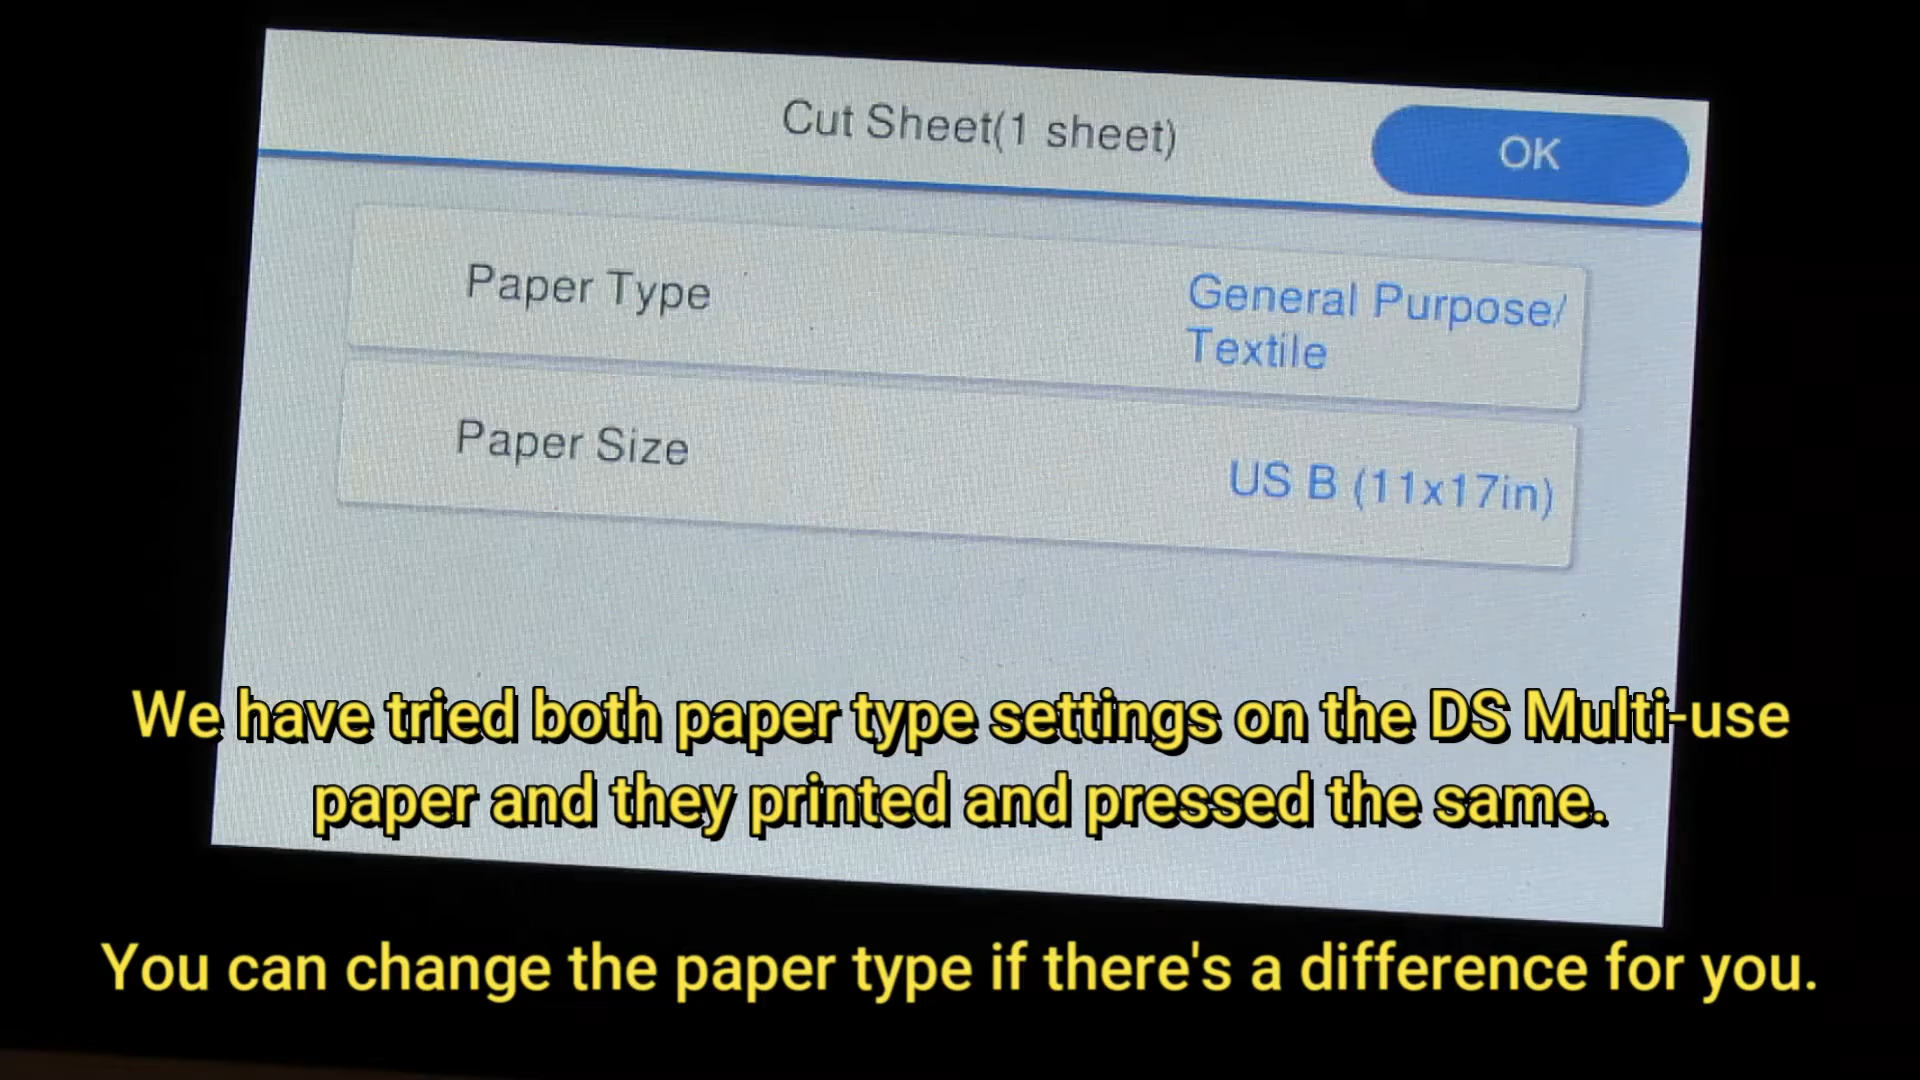 Cut Sheet(1 sheet)
OK
Paper Type
General Purpose/
Textile
Paper Size
US B (11x17in)
We have tried both paper type settings on the DS Multi-use
paper and they printed and pressed the same.
You can change the paper type if there's a difference for you.